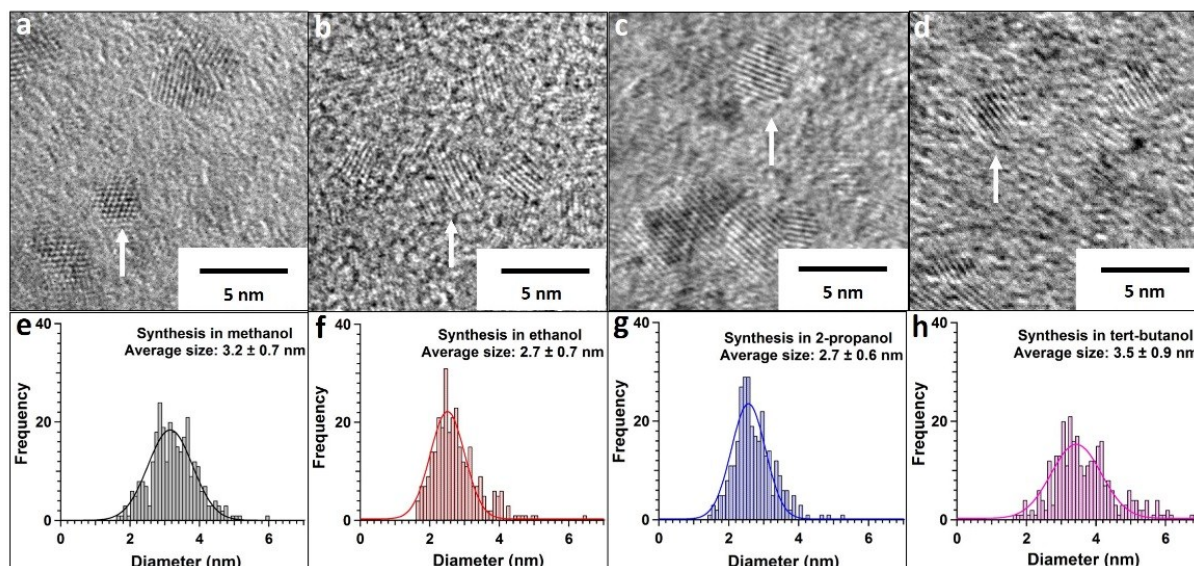 a
b
c
d
5 nm
5 nm
5 nm
5 nm
e
Synthesis in methanol
Average size: 3.2 ± 0.7 nm
Frequency
40
20
0
0 2 4 6
Diameter (nm)
f
Synthesis in ethanol
Average size: 2.7 ± 0.7 nm
Frequency
40
20
0
0 2 4 6
Diameter (nm)
g
Synthesis in 2-propanol
Average size: 2.7 ± 0.6 nm
Frequency
40
20
0
0 2 4 6
Diameter (nm)
h
Synthesis in tert-butanol
Average size: 3.5 ± 0.9 nm
Frequency
40
20
0
0 2 4 6
Diameter (nm)